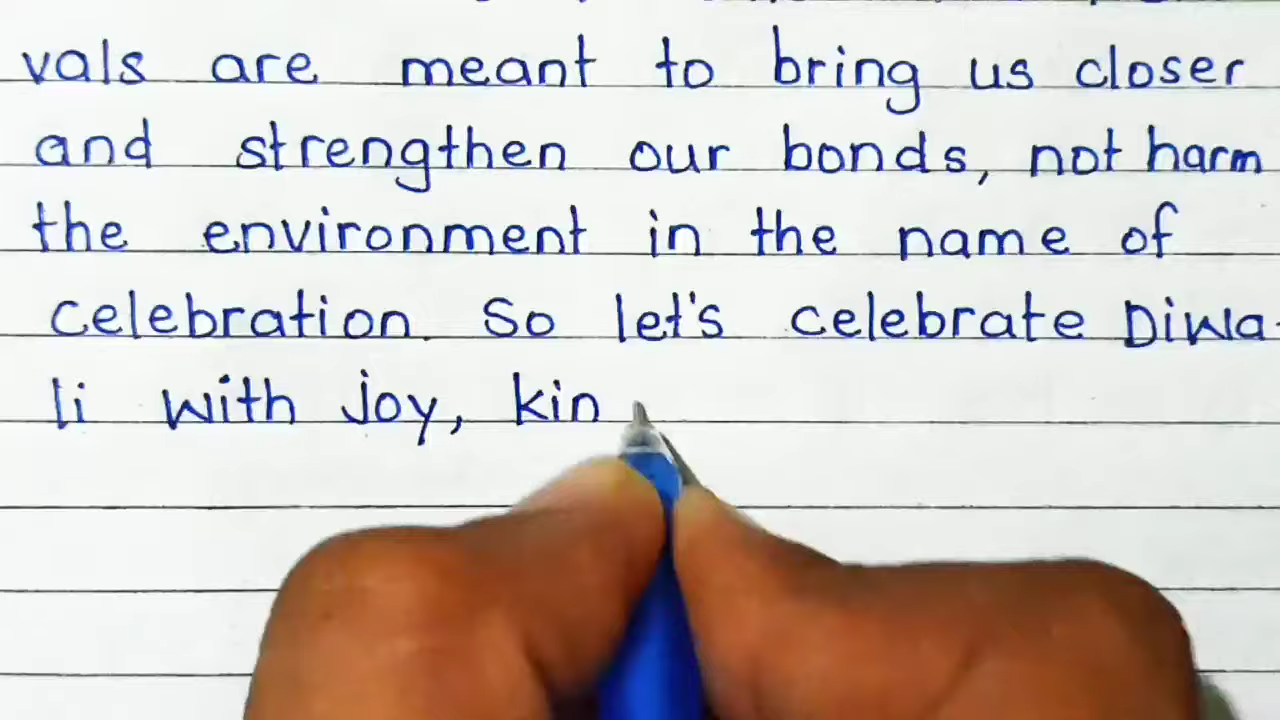 vals are meant to bring us closer
and strengthen our bonds, not harm
the environment in the name of
celebration. So let's celebrate Diwa-
li with joy, kin